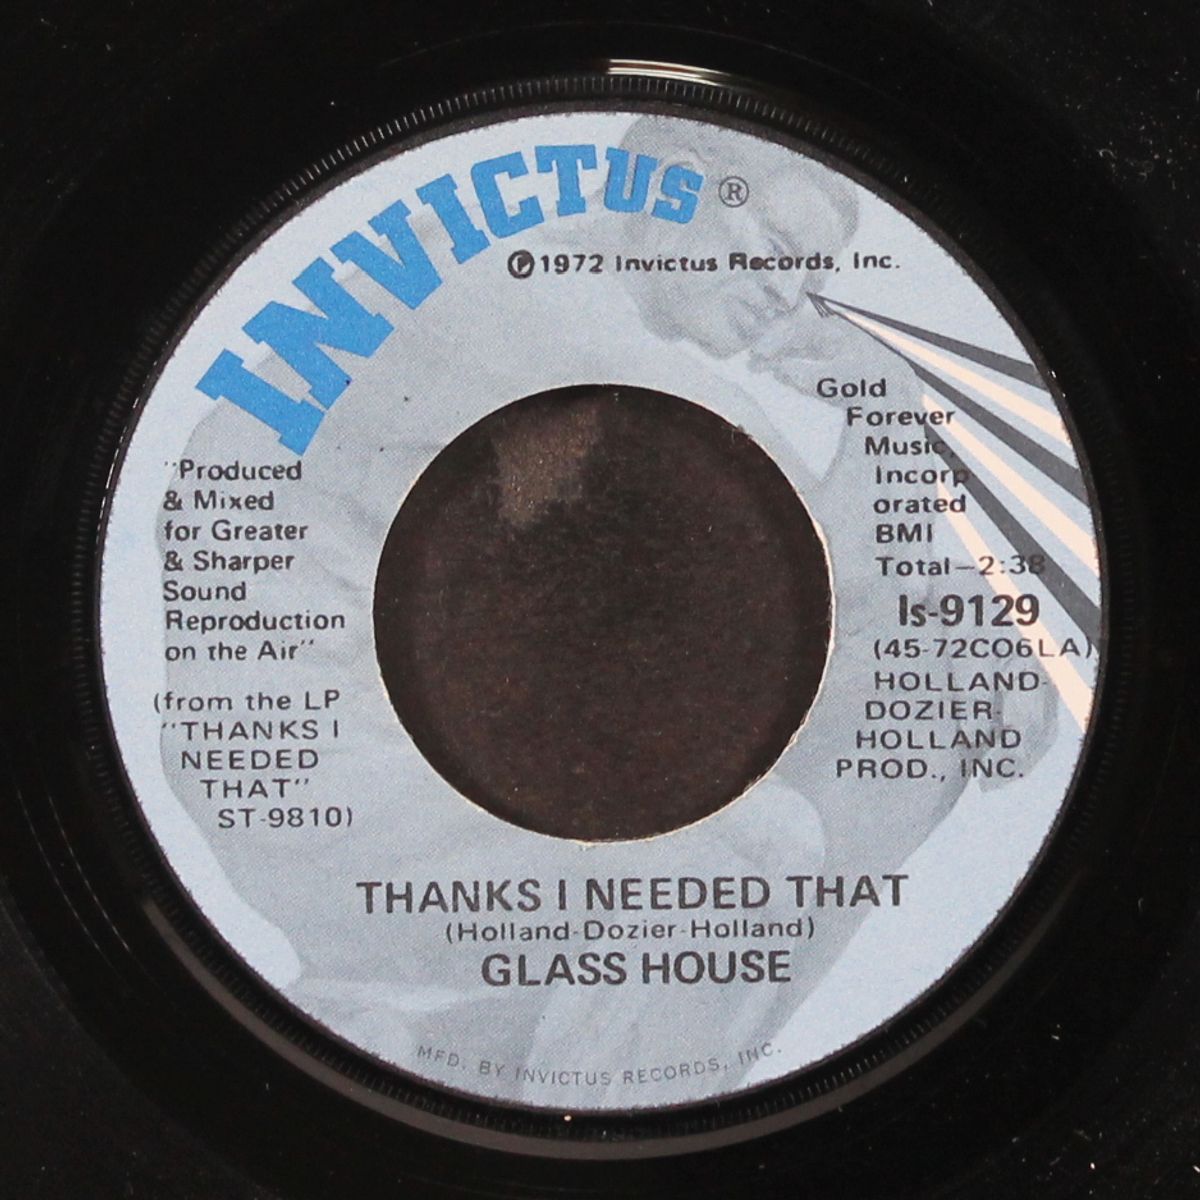 INVICTUS ®
℗ 1972 Invictus Records, Inc.
"Produced
& Mixed
for Greater
& Sharper
Sound
Reproduction
on the Air"
(from the LP
"THANKS I
NEEDED
THAT"
ST-9810)
Gold
Forever
Music,
Incorp
orated
BMI
Total—2:38
Is-9129
(45-72CO6LA)
HOLLAND-
DOZIER-
HOLLAND
PROD., INC.
THANKS I NEEDED THAT
(Holland-Dozier-Holland)
GLASS HOUSE
MFD. BY INVICTUS RECORDS, INC.